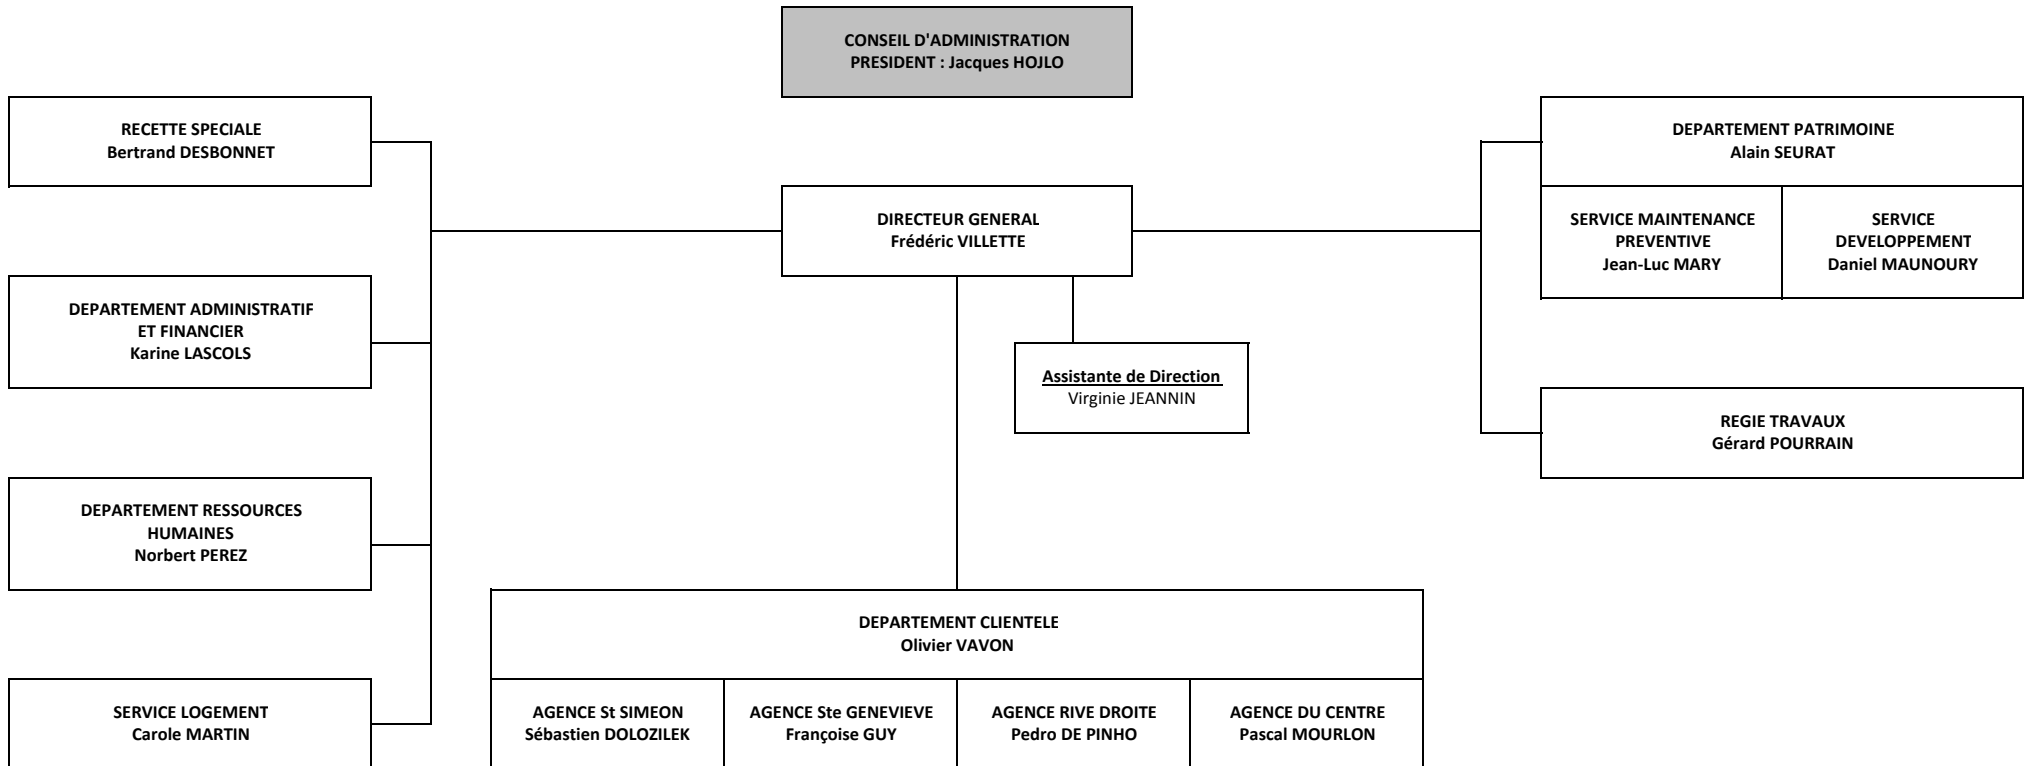 CONSEIL D'ADMINISTRATION
PRESIDENT : Jacques HOJLO
RECETTE SPECIALE
Bertrand DESBONNET
DEPARTEMENT PATRIMOINE
Alain SEURAT
DIRECTEUR GENERAL
Frédéric VILLETTE
SERVICE MAINTENANCE
PREVENTIVE
Jean-Luc MARY
SERVICE
DEVELOPPEMENT
Daniel MAUNOURY
DEPARTEMENT ADMINISTRATIF
ET FINANCIER
Karine LASCOLS
Assistante de Direction
Virginie JEANNIN
REGIE TRAVAUX
Gérard POURRAIN
DEPARTEMENT RESSOURCES
HUMAINES
Norbert PEREZ
DEPARTEMENT CLIENTELE
Olivier VAVON
SERVICE LOGEMENT
Carole MARTIN
AGENCE St SIMEON
Sébastien DOLOZILEK
AGENCE Ste GENEVIEVE
Françoise GUY
AGENCE RIVE DROITE
Pedro DE PINHO
AGENCE DU CENTRE
Pascal MOURLON